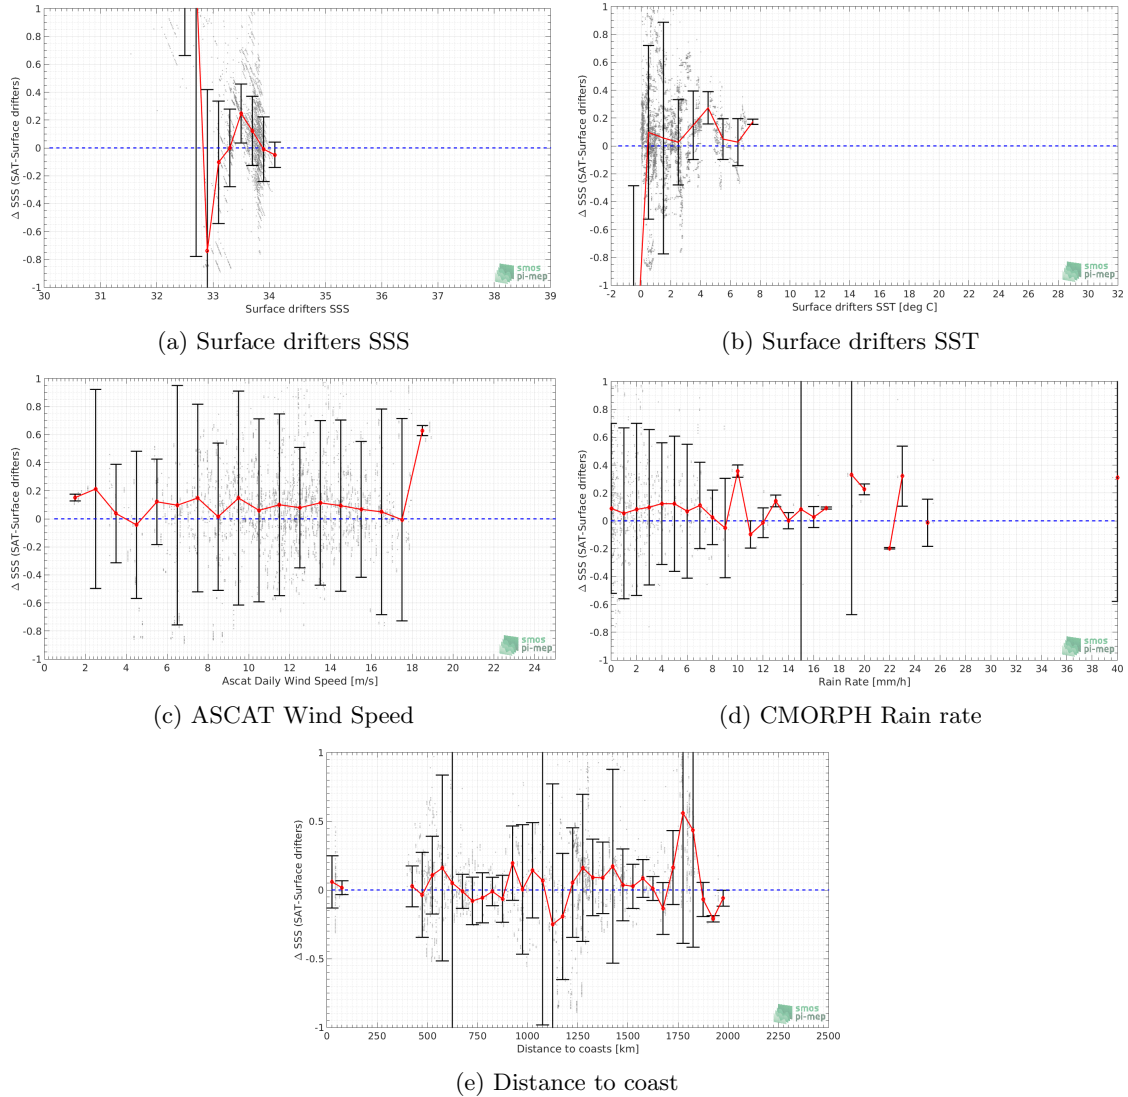 1
0.8
0.6
0.4
0.2
0
-0.2
-0.4
-0.6
-0.8
-1
Δ SSS (SAT-Surface drifters)
30 31 32 33 34 35 36 37 38 39
Surface drifters SSS
smos
pi-mep
(a) Surface drifters SSS
1
0.8
0.6
0.4
0.2
0
-0.2
-0.4
-0.6
-0.8
-1
Δ SSS (SAT-Surface drifters)
-2 0 2 4 6 8 10 12 14 16 18 20 22 24 26 28 30 32
Surface drifters SST [deg C]
smos
pi-mep
(b) Surface drifters SST
1
0.8
0.6
0.4
0.2
0
-0.2
-0.4
-0.6
-0.8
-1
Δ SSS (SAT-Surface drifters)
0 2 4 6 8 10 12 14 16 18 20 22 24
Ascat Daily Wind Speed [m/s]
smos
pi-mep
(c) ASCAT Wind Speed
1
0.8
0.6
0.4
0.2
0
-0.2
-0.4
-0.6
-0.8
-1
Δ SSS (SAT-Surface drifters)
0 2 4 6 8 10 12 14 16 18 20 22 24 26 28 30 32 34 36 38 40
Rain Rate [mm/h]
smos
pi-mep
(d) CMORPH Rain rate
1
0.5
0
-0.5
-1
Δ SSS (SAT-Surface drifters)
0 250 500 750 1000 1250 1500 1750 2000 2250 2500
Distance to coasts [km]
smos
pi-mep
(e) Distance to coast